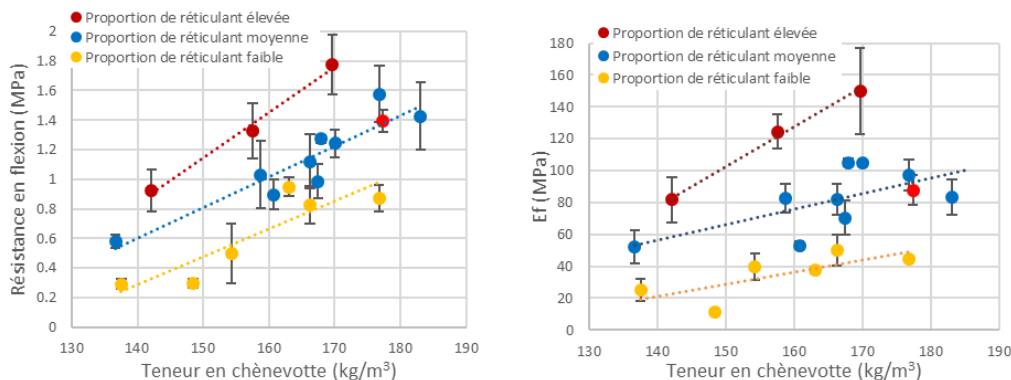 Proportion de réticulant élevée
Proportion de réticulant moyenne
Proportion de réticulant faible
Résistance en flexion (MPa)
2
1.8
1.6
1.4
1.2
1
0.8
0.6
0.4
0.2
0
130 140 150 160 170 180 190
Teneur en chènevotte (kg/m³)
Proportion de réticulant élevée
Proportion de réticulant moyenne
Proportion de réticulant faible
Ef (MPa)
180
160
140
120
100
80
60
40
20
0
130 140 150 160 170 180 190
Teneur en chènevotte (kg/m³)